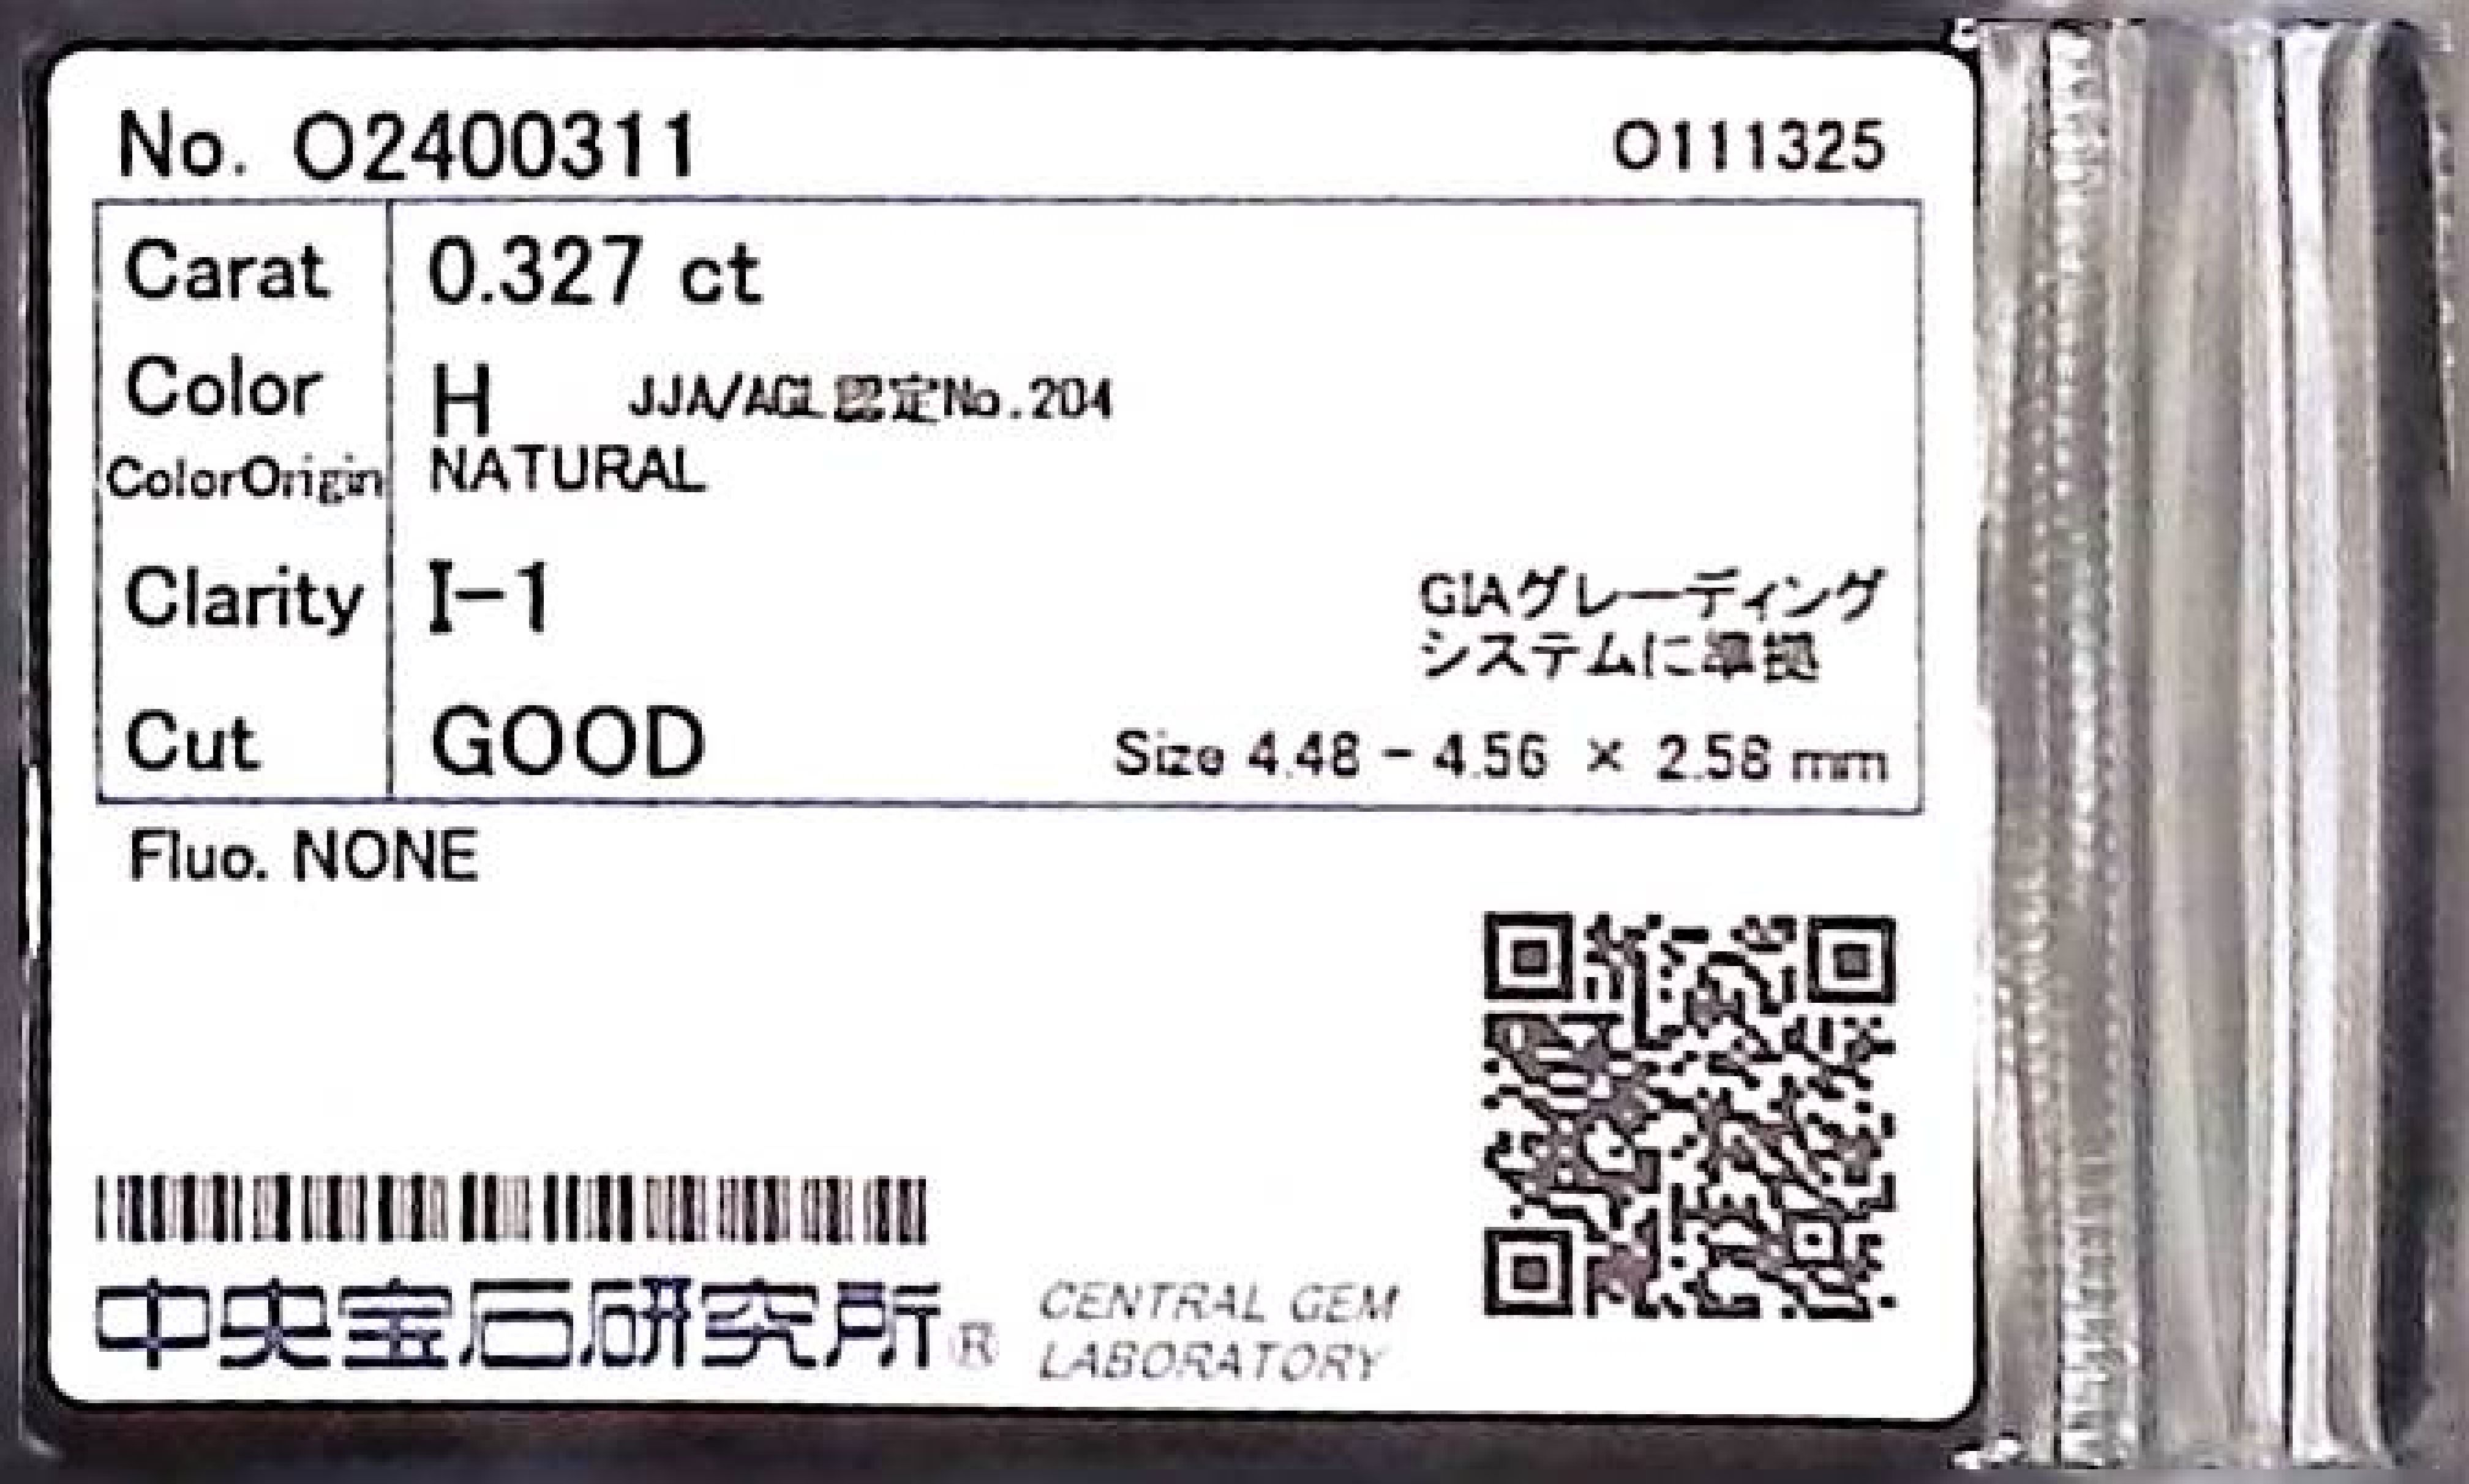 No. O2400311 O111325
Carat 0.327 ct
Color H JJA/AGL認定No.204
ColorOrigin NATURAL
Clarity I-1
GIAグレーディング
システムに準拠
Cut GOOD Size 4.48 - 4.56 × 2.58 mm
Fluo. NONE
中央宝石研究所® CENTRAL GEM
LABORATORY